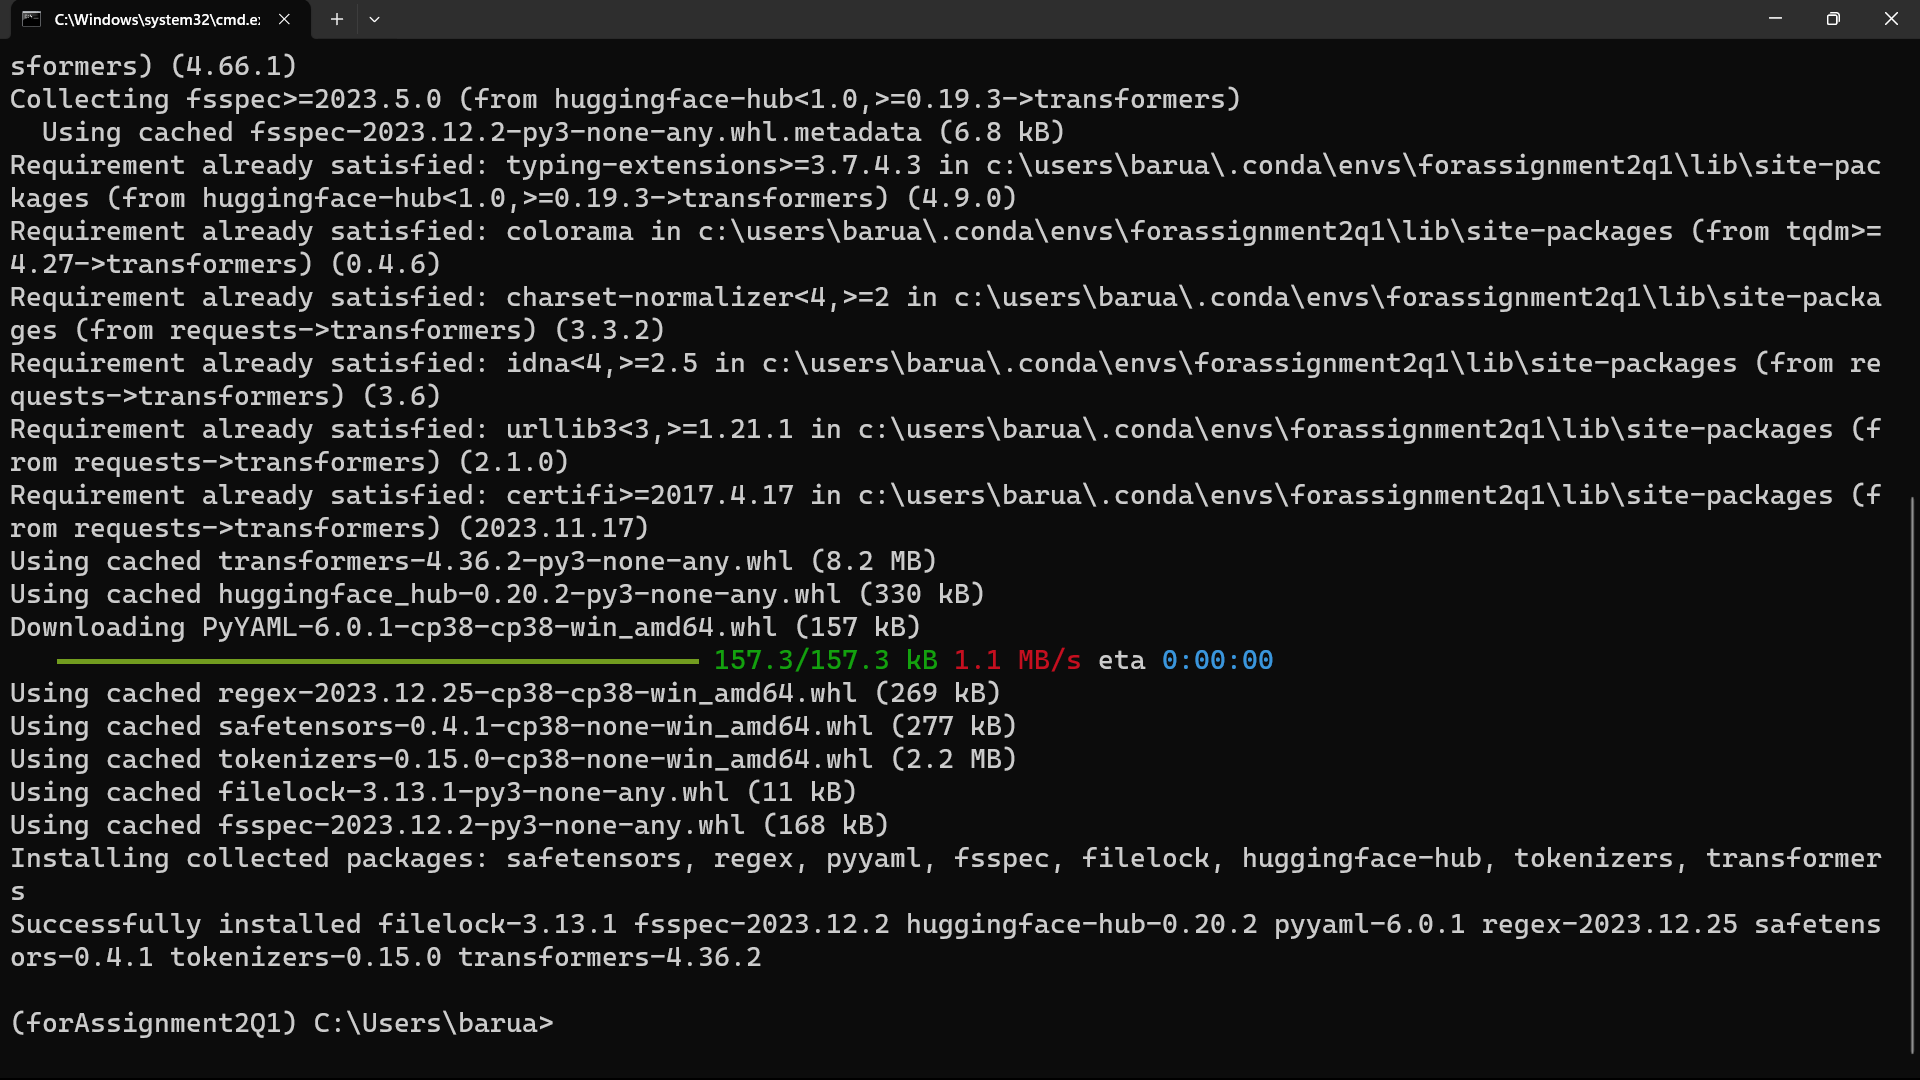 C:\Windows\system32\cmd.e
sformers) (4.66.1)
Collecting fsspec>=2023.5.0 (from huggingface-hub<1.0,>=0.19.3->transformers)
  Using cached fsspec-2023.12.2-py3-none-any.whl.metadata (6.8 kB)
Requirement already satisfied: typing-extensions>=3.7.4.3 in c:\users\barua\.conda\envs\forassignment2q1\lib\site-pac
kages (from huggingface-hub<1.0,>=0.19.3->transformers) (4.9.0)
Requirement already satisfied: colorama in c:\users\barua\.conda\envs\forassignment2q1\lib\site-packages (from tqdm>=
4.27->transformers) (0.4.6)
Requirement already satisfied: charset-normalizer<4,>=2 in c:\users\barua\.conda\envs\forassignment2q1\lib\site-packa
ges (from requests->transformers) (3.3.2)
Requirement already satisfied: idna<4,>=2.5 in c:\users\barua\.conda\envs\forassignment2q1\lib\site-packages (from re
quests->transformers) (3.6)
Requirement already satisfied: urllib3<3,>=1.21.1 in c:\users\barua\.conda\envs\forassignment2q1\lib\site-packages (f
rom requests->transformers) (2.1.0)
Requirement already satisfied: certifi>=2017.4.17 in c:\users\barua\.conda\envs\forassignment2q1\lib\site-packages (f
rom requests->transformers) (2023.11.17)
Using cached transformers-4.36.2-py3-none-any.whl (8.2 MB)
Using cached huggingface_hub-0.20.2-py3-none-any.whl (330 kB)
Downloading PyYAML-6.0.1-cp38-cp38-win_amd64.whl (157 kB)
157.3/157.3 kB 1.1 MB/s eta 0:00:00
Using cached regex-2023.12.25-cp38-cp38-win_amd64.whl (269 kB)
Using cached safetensors-0.4.1-cp38-none-win_amd64.whl (277 kB)
Using cached tokenizers-0.15.0-cp38-none-win_amd64.whl (2.2 MB)
Using cached filelock-3.13.1-py3-none-any.whl (11 kB)
Using cached fsspec-2023.12.2-py3-none-any.whl (168 kB)
Installing collected packages: safetensors, regex, pyyaml, fsspec, filelock, huggingface-hub, tokenizers, transformer
s
Successfully installed filelock-3.13.1 fsspec-2023.12.2 huggingface-hub-0.20.2 pyyaml-6.0.1 regex-2023.12.25 safetens
ors-0.4.1 tokenizers-0.15.0 transformers-4.36.2
(forAssignment2Q1) C:\Users\barua>